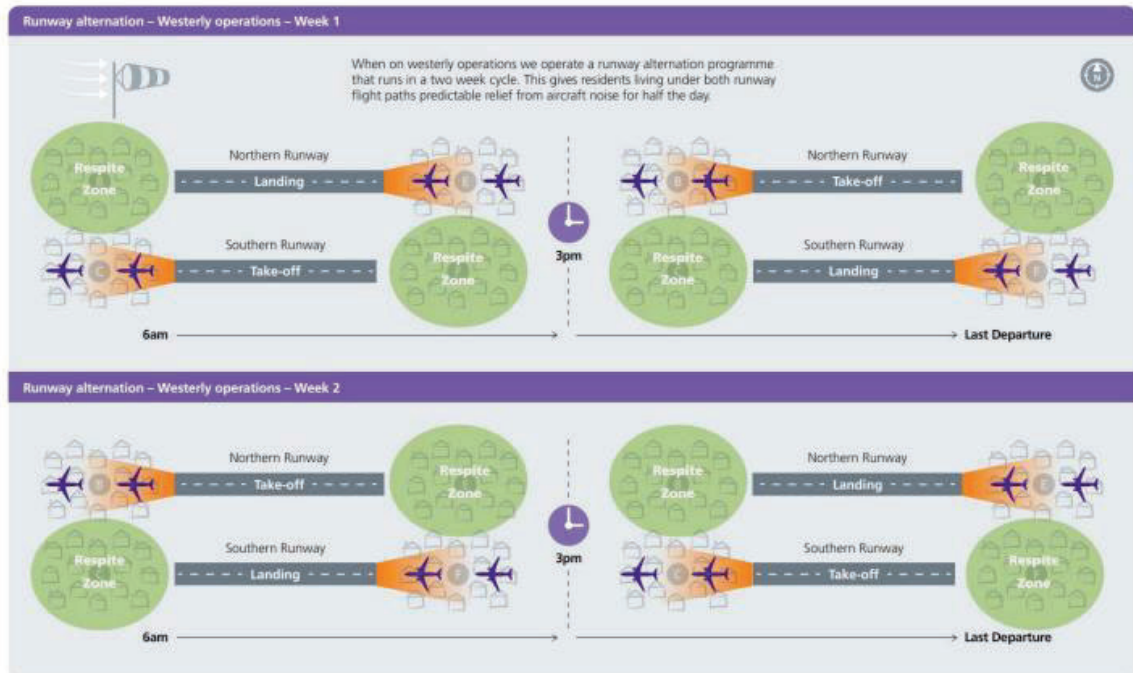 Runway alternation – Westerly operations – Week 1
When on westerly operations we operate a runway alternation programme
that runs in a two week cycle. This gives residents living under both runway
flight paths predictable relief from aircraft noise for half the day.
N
Respite
Zone
Northern Runway
Landing
E
Southern Runway
C
Take-off
Respite
Zone
3pm
Northern Runway
B
Take-off
Respite
Zone
Respite
Zone
Southern Runway
Landing
F
6am
Last Departure
Runway alternation – Westerly operations – Week 2
Northern Runway
B
Take-off
Respite
Zone
Respite
Zone
Southern Runway
Landing
F
3pm
Respite
Zone
Northern Runway
Landing
E
Southern Runway
C
Take-off
Respite
Zone
6am
Last Departure